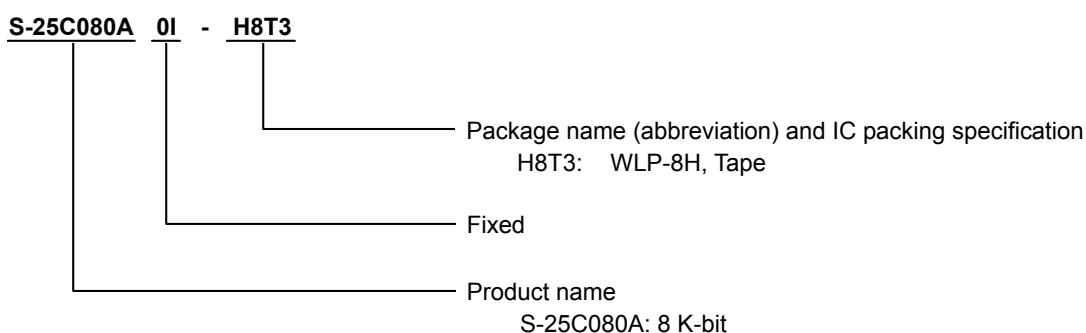 S-25C080A 0I - H8T3
Package name (abbreviation) and IC packing specification
H8T3: WLP-8H, Tape
Fixed
Product name
S-25C080A: 8 K-bit